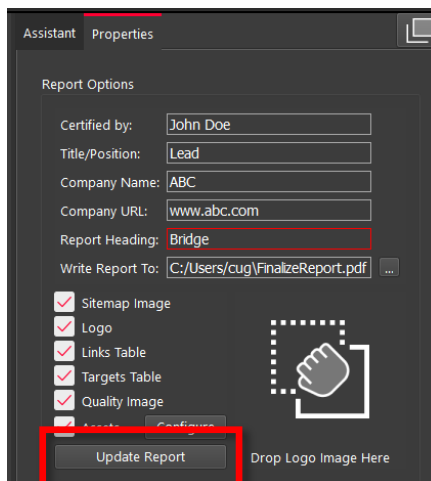 Assistant Properties
Report Options
Certified by: John Doe
Title/Position: Lead
Company Name: ABC
Company URL: www.abc.com
Report Heading: Bridge
Write Report To: C:/Users/cug\FinalizeReport.pdf ...
Sitemap Image
Logo
Links Table
Targets Table
Quality Image
Assets Configure
Update Report Drop Logo Image Here